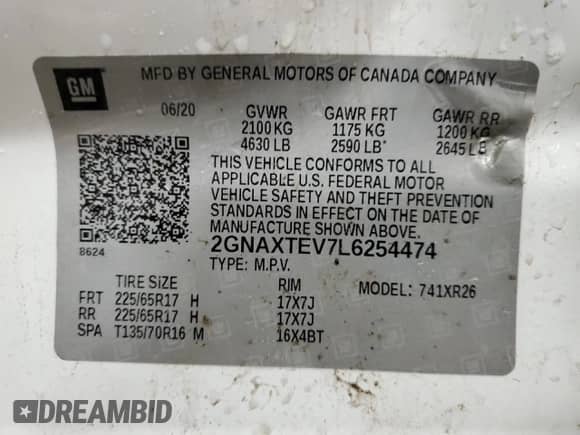 GM
MFD BY GENERAL MOTORS OF CANADA COMPANY
06/20 GVWR GAWR FRT GAWR RR
2100 KG 1175 KG 1200 KG
4630 LB 2590 LB* 2645 LB
THIS VEHICLE CONFORMS TO ALL
APPLICABLE U.S. FEDERAL MOTOR
VEHICLE SAFETY AND THEFT PREVENTION
STANDARDS IN EFFECT ON THE DATE OF
MANUFACTURE SHOWN ABOVE.
8624 2GNAXTEV7L6254474
TYPE: M.P.V.
TIRE SIZE RIM MODEL: 741XR26
FRT 225/65R17 H 17X7J
RR 225/65R17 H 17X7J
SPA T135/70R16 M 16X4BT
DREAMBID